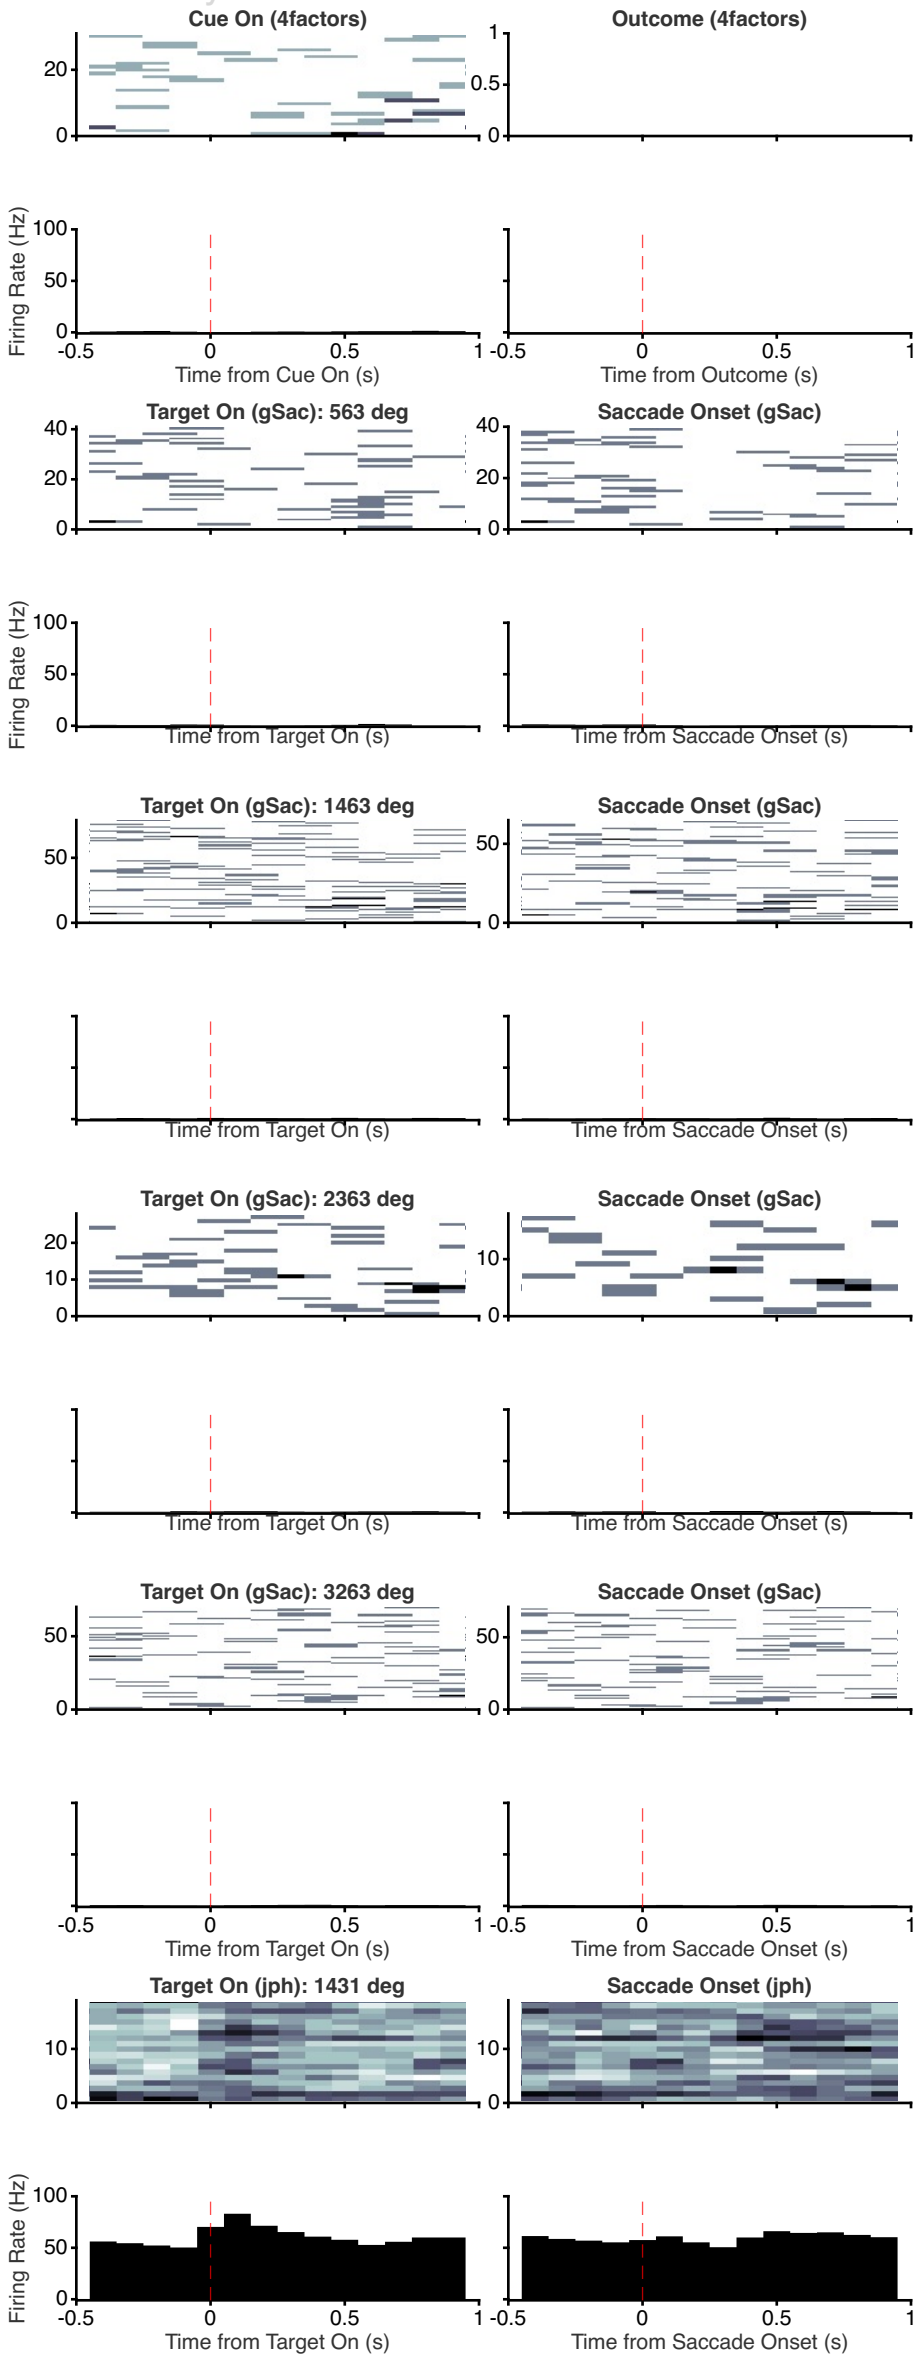 Cue On (4factors) Outcome (4factors)
20
0
1
0.5
0
Firing Rate (Hz)
100
50
0
-0.5 0 0.5 1 -0.5 0 0.5 1
Time from Cue On (s) Time from Outcome (s)
Target On (gSac): 563 deg Saccade Onset (gSac)
40 40
20 20
0 0
Firing Rate (Hz)
100
50
0
Time from Target On (s) Time from Saccade Onset (s)
Target On (gSac): 1463 deg Saccade Onset (gSac)
50 50
0 0
Time from Target On (s) Time from Saccade Onset (s)
Target On (gSac): 2363 deg Saccade Onset (gSac)
20
10 10
0 0
Time from Target On (s) Time from Saccade Onset (s)
Target On (gSac): 3263 deg Saccade Onset (gSac)
50 50
0 0
-0.5 0 0.5 1 -0.5 0 0.5 1
Time from Target On (s) Time from Saccade Onset (s)
Target On (jph): 1431 deg Saccade Onset (jph)
10 10
0 0
Firing Rate (Hz)
100
50
0
-0.5 0 0.5 1 -0.5 0 0.5 1
Time from Target On (s) Time from Saccade Onset (s)